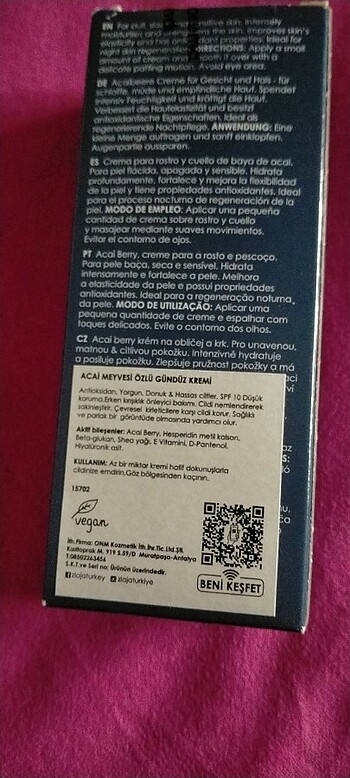 EN For dull, sensitive skin. Intensely
moisturises and strengthens the skin. Improves skin's
elasticity and has antioxidant properties. Ideal for
night skin regeneration. DIRECTIONS: Apply a small
amount of cream and smooth it over with a
delicate patting motion. Avoid eye area.
DE Acaibeere Creme für Gesicht und Hals - für
schlaffe, müde und empfindliche Haut. Spendet
intensiv Feuchtigkeit und kräftigt die Haut.
Verbessert die Hautelastizität und besitzt
antioxidantische Eigenschaften. Ideal als
regenerierende Nachtpflege. ANWENDUNG: Eine
kleine Menge auftragen und sanft einklopfen.
Augenpartie aussparen.
ES Crema para rostro y cuello de baya de acai.
Para piel flácida, apagada y sensible. Hidrata
profundamente, fortalece y mejora la flexibilidad
de la piel y tiene propiedades antioxidantes. Ideal
para el proceso nocturno de regeneración de la
piel. MODO DE EMPLEO: Aplicar una pequeña
cantidad de crema sobre rostro y cuello
y masajear mediante suaves movimientos.
Evitar el contorno de ojos.
PT Acai Berry, creme para o rosto e pescoço.
Para pele baça, seca e sensível. Hidrata
intensamente e fortalece a pele. Melhora
a elasticidade da pele e possui propriedades
antioxidantes. Ideal para a regeneração noturna
da pele. MODO DE UTILIZAÇÃO: Aplicar uma
pequena quantidade de creme e espalhar com
toques delicados. Evite o contorno dos olhos.
CZ Acai berry krém na obličej a krk. Pro unavenou,
matnou & citlivou pokožku. Intenzivně hydratuje
a posiluje pokožku. Zlepšuje pružnost pokožky a má
ACAİ MEYVESİ ÖZLÜ GÜNDÜZ KREMİ
Antioksidan, Yorgun, Donuk & Hassas ciltler. SPF 10 Düşük
koruma.Erken kırışıklık önleyici bakımı. Cildi nemlendirerek
sakinleştirir. Çevresel kirleticilere karşı cildi korur. Sağlıklı
ve parlak bir görüntüde olmasında yardımcı olur.
Aktif bileşenler: Acai Berry, Hesperidin metil kalson,
Beta-glukan, Shea yağı, E Vitamini, D-Pantenol,
Hiyalüronik asit.
KULLANIM: Az bir miktar kremi hafif dokunuşlarla
cildinize emdirin.Göz bölgesinden kaçının.
15702
vegan
İth.Firma: ONM Kozmetik İth.İhr.Tic.Ltd.Şti.
Kızıltoprak M. 919 S.59/D Muratpaşa-Antalya
T: 08502263456
S.K.T.ve Seri no: Ürünün üzerindedir.
ziajaturkey ziajaturkiye
BENİ KEŞFET